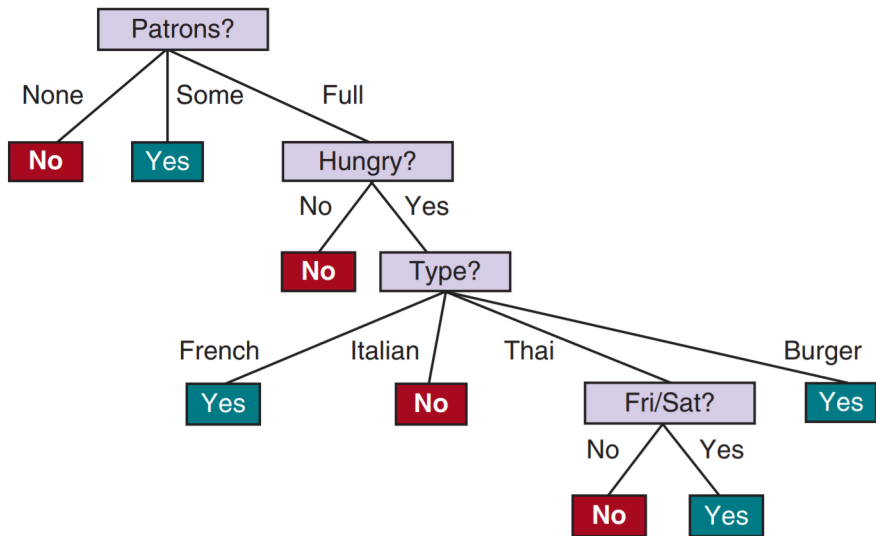 Patrons?
None Some Full
No Yes Hungry?
No Yes
No Type?
French Italian Thai Burger
Yes No Fri/Sat? Yes
No Yes
No Yes